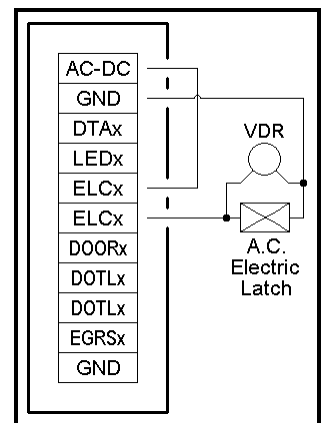 AC-DC
GND
DTAx
LEDx
ELCx
ELCx
DOORx
DOTLx
DOTLx
EGRSx
GND
VDR
A.C.
Electric
Latch